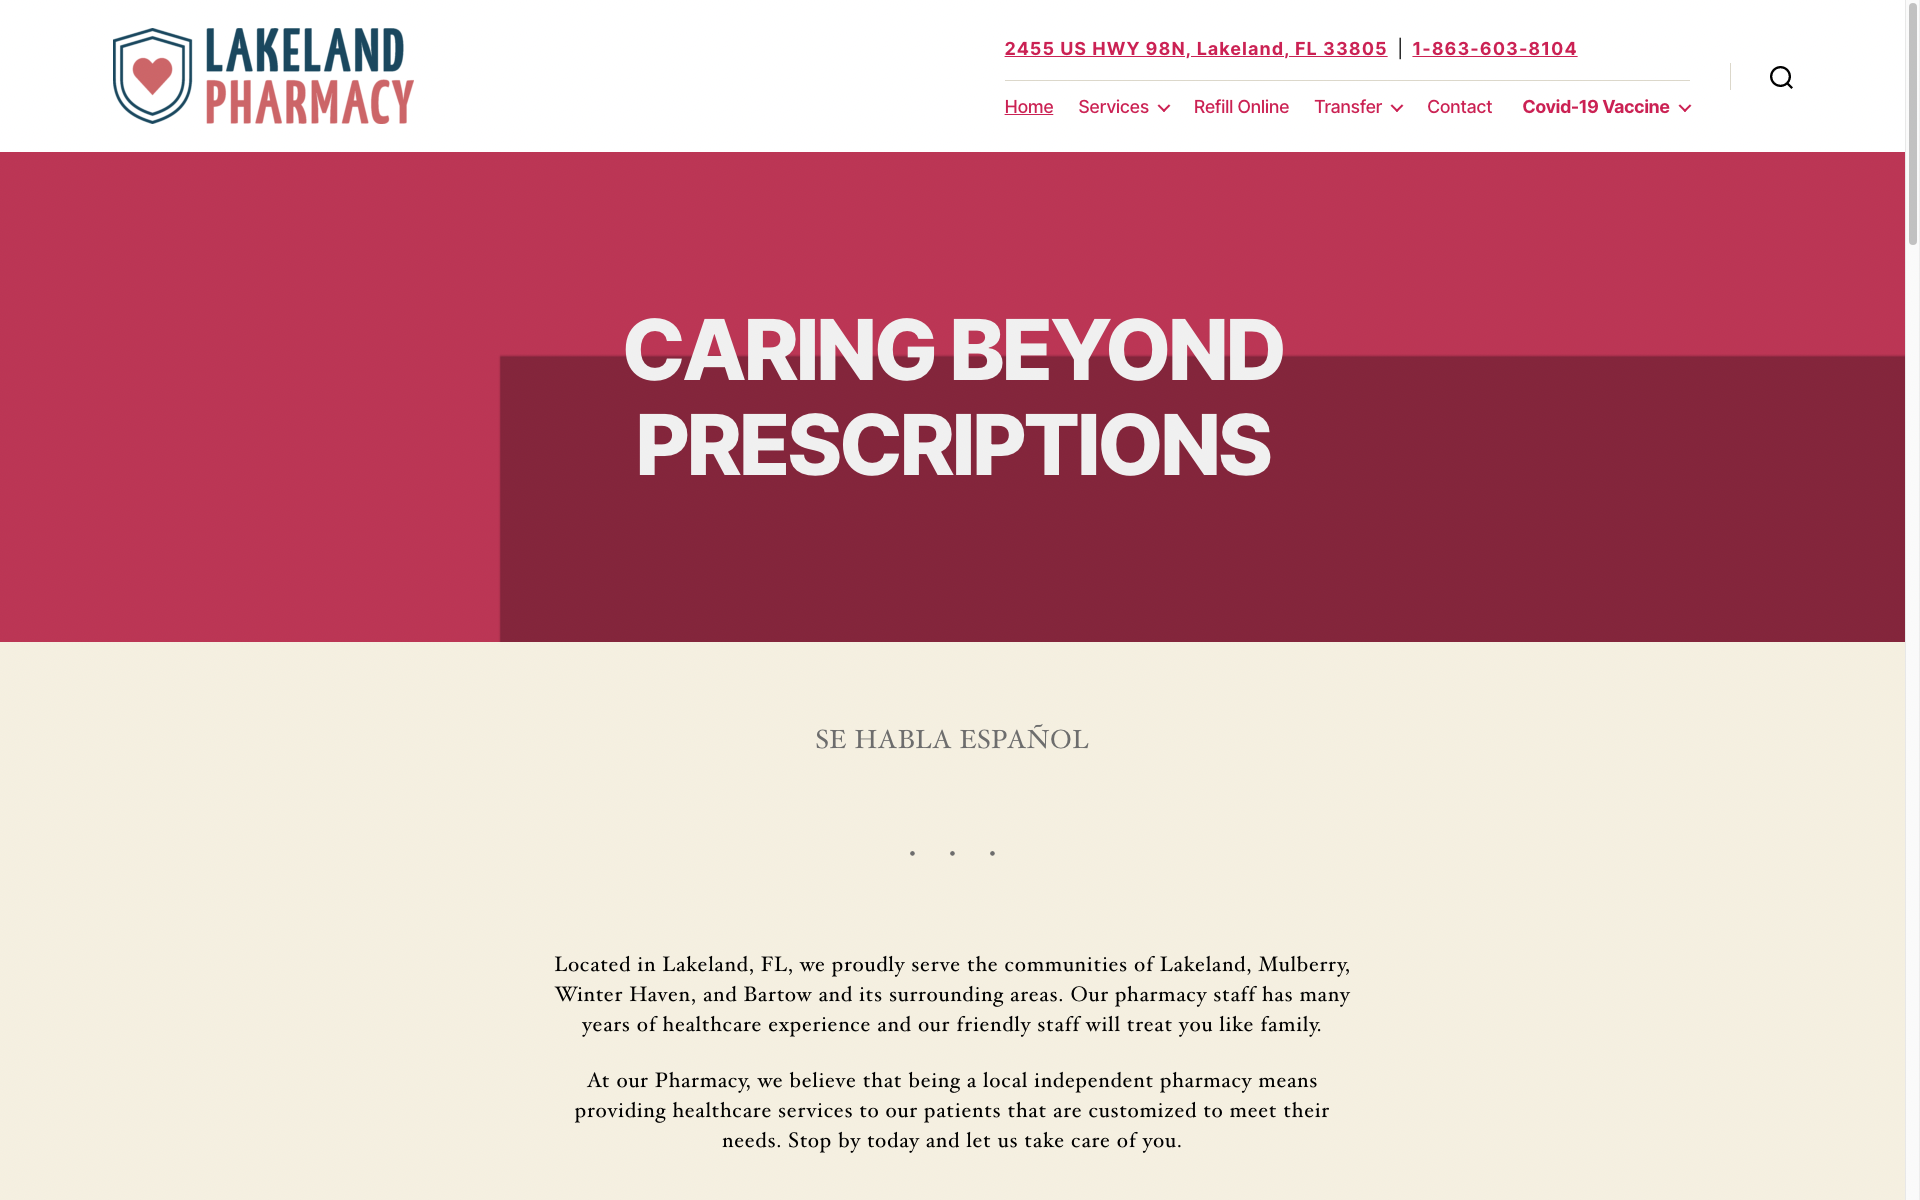 LAKELAND
PHARMACY
2455 US HWY 98N, Lakeland, FL 33805 | 1-863-603-8104
Home Services Refill Online Transfer Contact Covid-19 Vaccine
CARING BEYOND
PRESCRIPTIONS
SE HABLA ESPAÑOL
. . .
Located in Lakeland, FL, we proudly serve the communities of Lakeland, Mulberry,
Winter Haven, and Bartow and its surrounding areas. Our pharmacy staff has many
years of healthcare experience and our friendly staff will treat you like family.
At our Pharmacy, we believe that being a local independent pharmacy means
providing healthcare services to our patients that are customized to meet their
needs. Stop by today and let us take care of you.